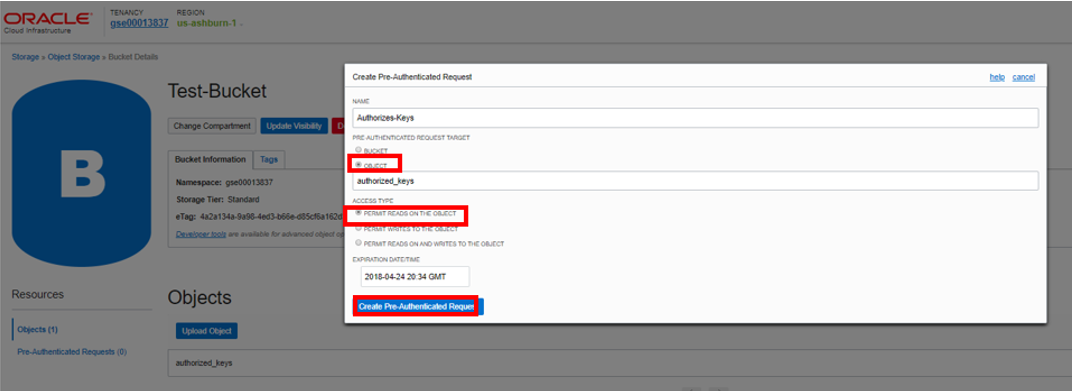 ORACLE
Cloud Infrastructure
TENANCY
gse00013837
REGION
us-ashburn-1
Storage » Object Storage » Bucket Details
B
Test-Bucket
Change Compartment Update Visibility
Bucket Information Tags
Namespace: gse00013837
Storage Tier: Standard
eTag: 4a2a134a-9a98-4ed3-b66e-d85cf6a162d
Developer tools are available for advanced object
Resources
Objects (1)
Pre-Authenticated Requests (0)
Objects
Upload Object
authorized_keys
Create Pre-Authenticated Request
help cancel
NAME
Authorizes-Keys
PRE-AUTHENTICATED REQUEST TARGET
BUCKET
OBJECT
authorized_keys
ACCESS TYPE
PERMIT READS ON THE OBJECT
PERMIT WRITES TO THE OBJECT
PERMIT READS ON AND WRITES TO THE OBJECT
EXPIRATION DATE/TIME
2018-04-24 20:34 GMT
Create Pre-Authenticated Reques